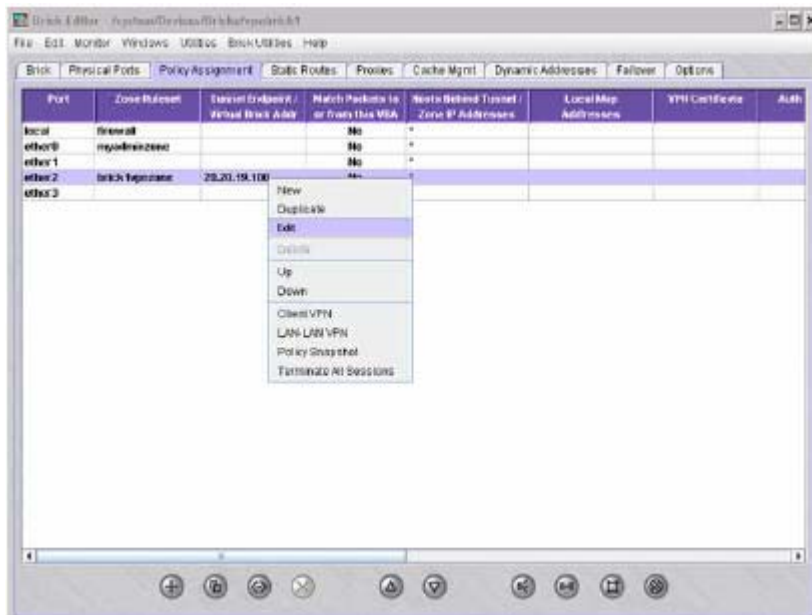 Brick Editor - /system/Devices/Bricks/vpnbrick1
File Edit Monitor Windows Utilities Brick Utilities Help
Brick Physical Ports Policy Assignment Static Routes Proxies Cache Mgmt Dynamic Addresses Failover Options
Port Zone Ruleset Tunnel Endpoint / Virtual Brick Addr Match Packets to or from this VBA Hosts Behind Tunnel / Zone IP Addresses Local Map Addresses VPN Certificate Auth
local firewall No *
ether0 myadminzone No *
ether1 No *
ether2 20.20.19.100 No *
ether3
New
Duplicate
Edit
Delete
Up
Down
Client VPN
LAN-LAN VPN
Policy Snapshot
Terminate All Sessions